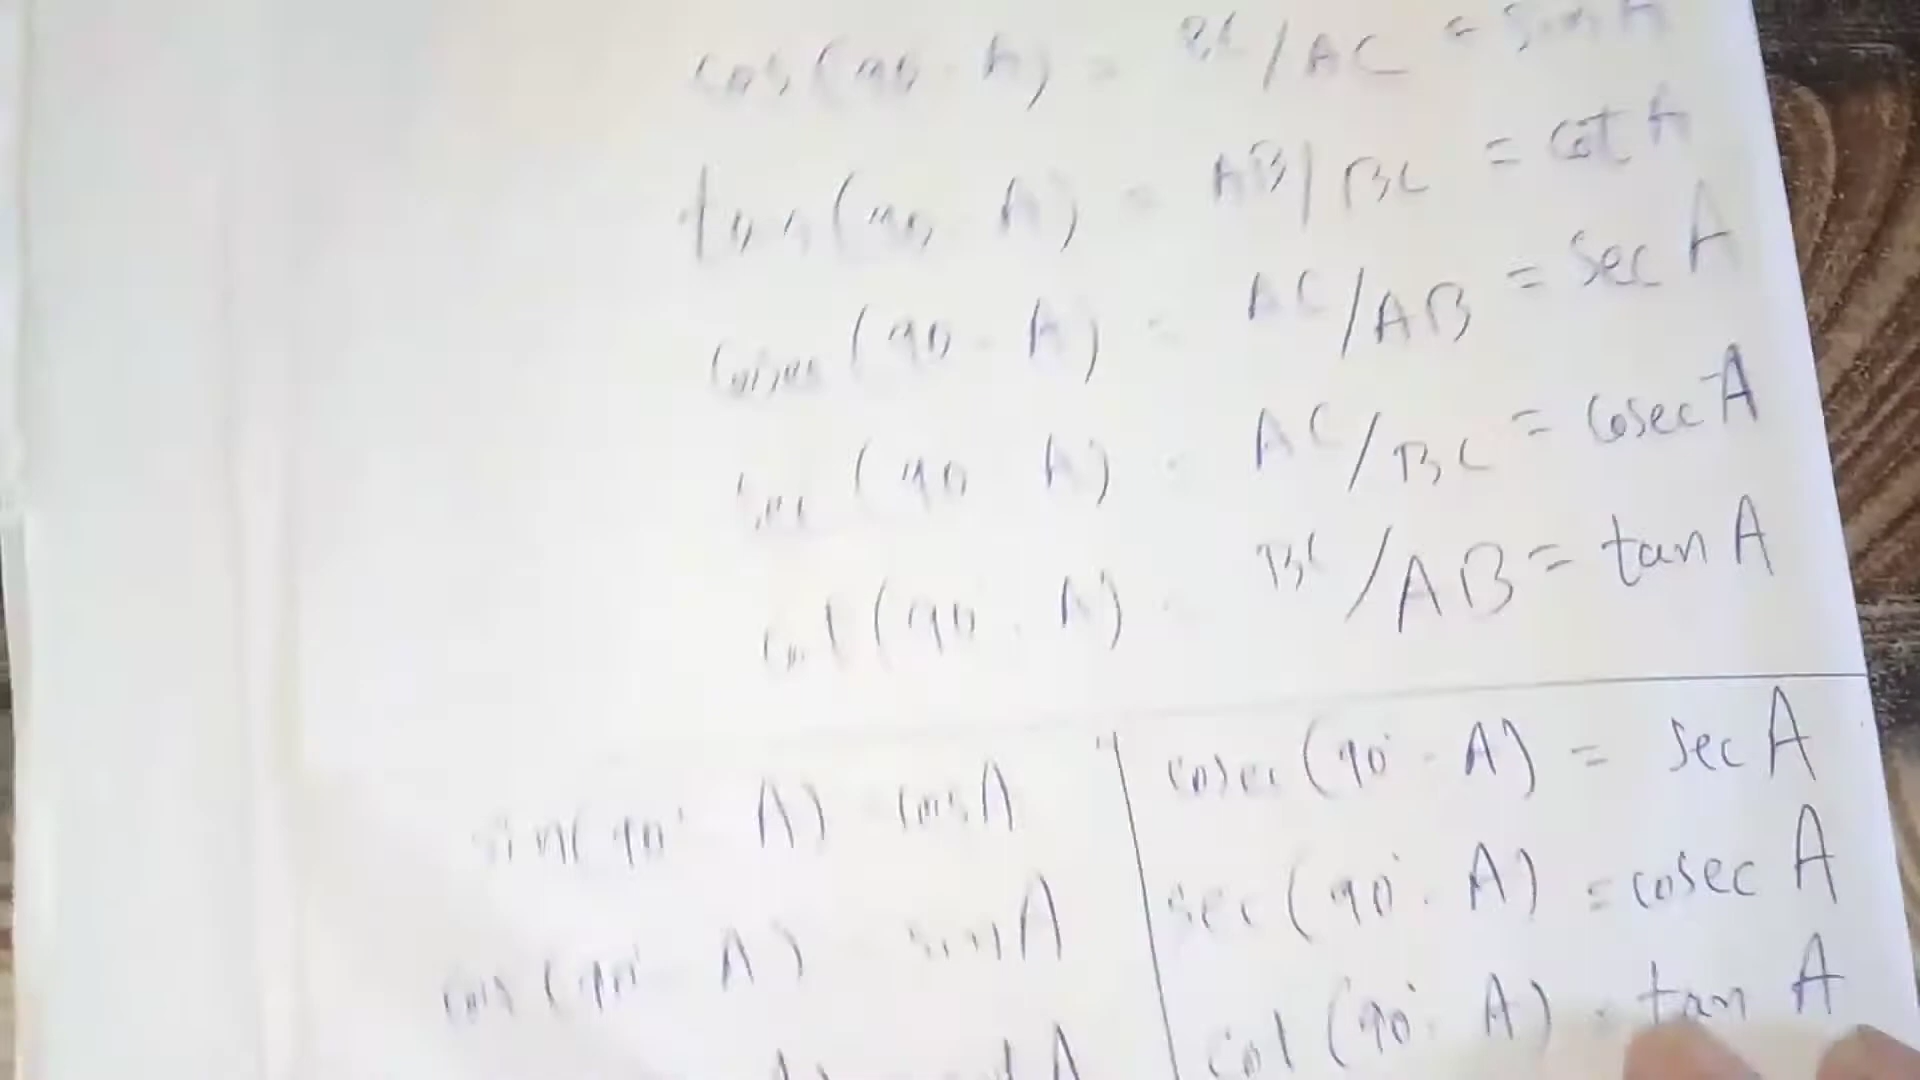 cos(90 - A) = BC/AC = sin A
tan(90 - A) = AB/BC = cot A
cosec(90 - A) = AC/AB = sec A
sec(90 - A) = AC/BC = cosec A
cot(90 - A) = BC/AB = tan A
sin(90° - A) = cos A
cos(90° - A) = sin A
A) = cot A
cosec(90° - A) = sec A
sec(90° - A) = cosec A
cot(90° - A) = tan A